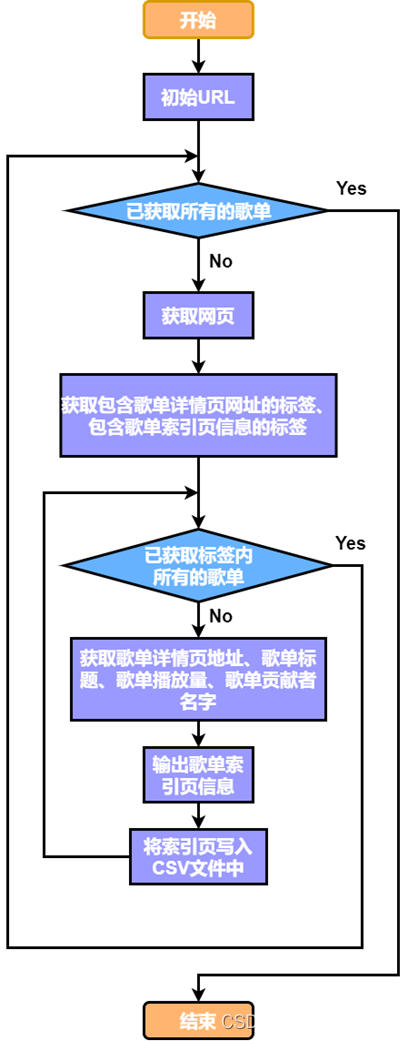 开始
初始URL
Yes
已获取所有的歌单
No
获取网页
获取包含歌单详情页网址的标签、
包含歌单索引页信息的标签
Yes
已获取标签内
所有的歌单
No
获取歌单详情页地址、歌单标
题、歌单播放量、歌单贡献者
名字
输出歌单索
引页信息
将索引页写入
CSV文件中
结束